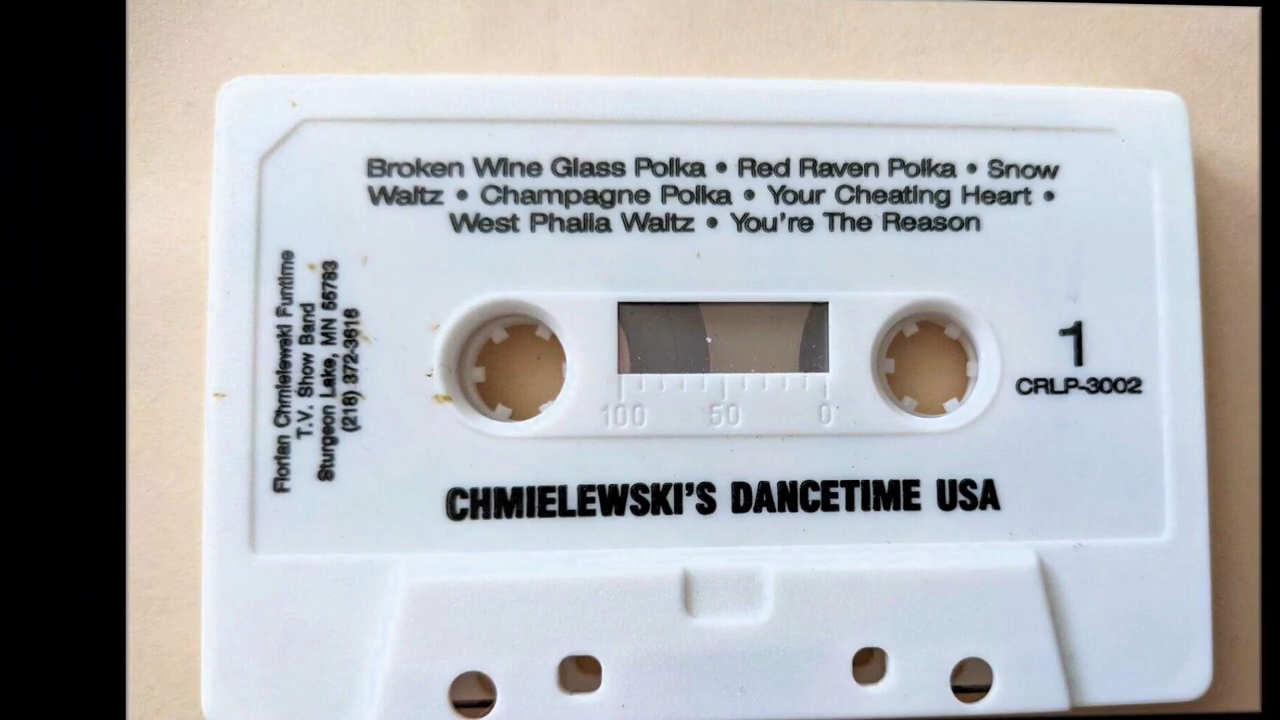 Broken Wine Glass Polka • Red Raven Polka • Snow
Waltz • Champagne Polka • Your Cheating Heart •
West Phalia Waltz • You're The Reason
Florian Chmielewski Funtime
T.V. Show Band
Sturgeon Lake, MN 55783
(218) 372-3616
100 50 0
1
CRLP-3002
CHMIELEWSKI'S DANCETIME USA